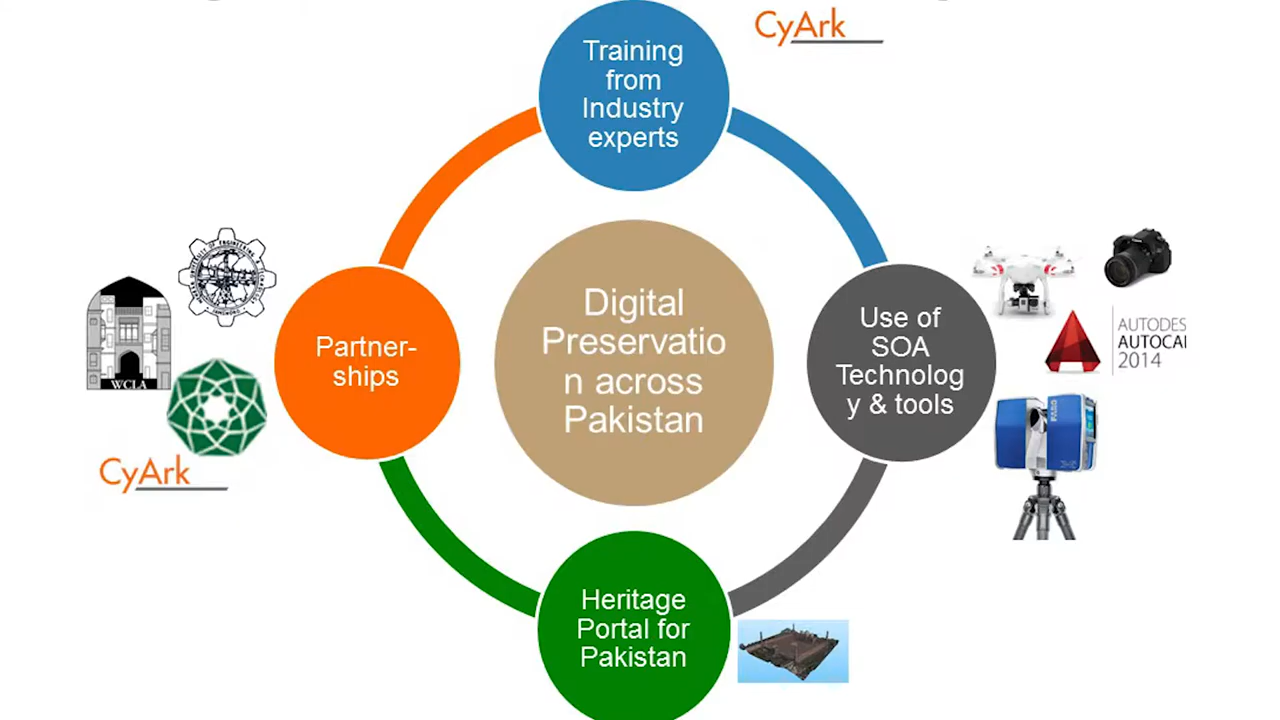 CyArk
Training
from
Industry
experts
Digital
Preservatio
n across
Pakistan
Partner-
ships
Use of
SOA
Technolog
y & tools
Heritage
Portal for
Pakistan
WCLA
CyArk
AUTODES
AUTOCAI
2014
FARO